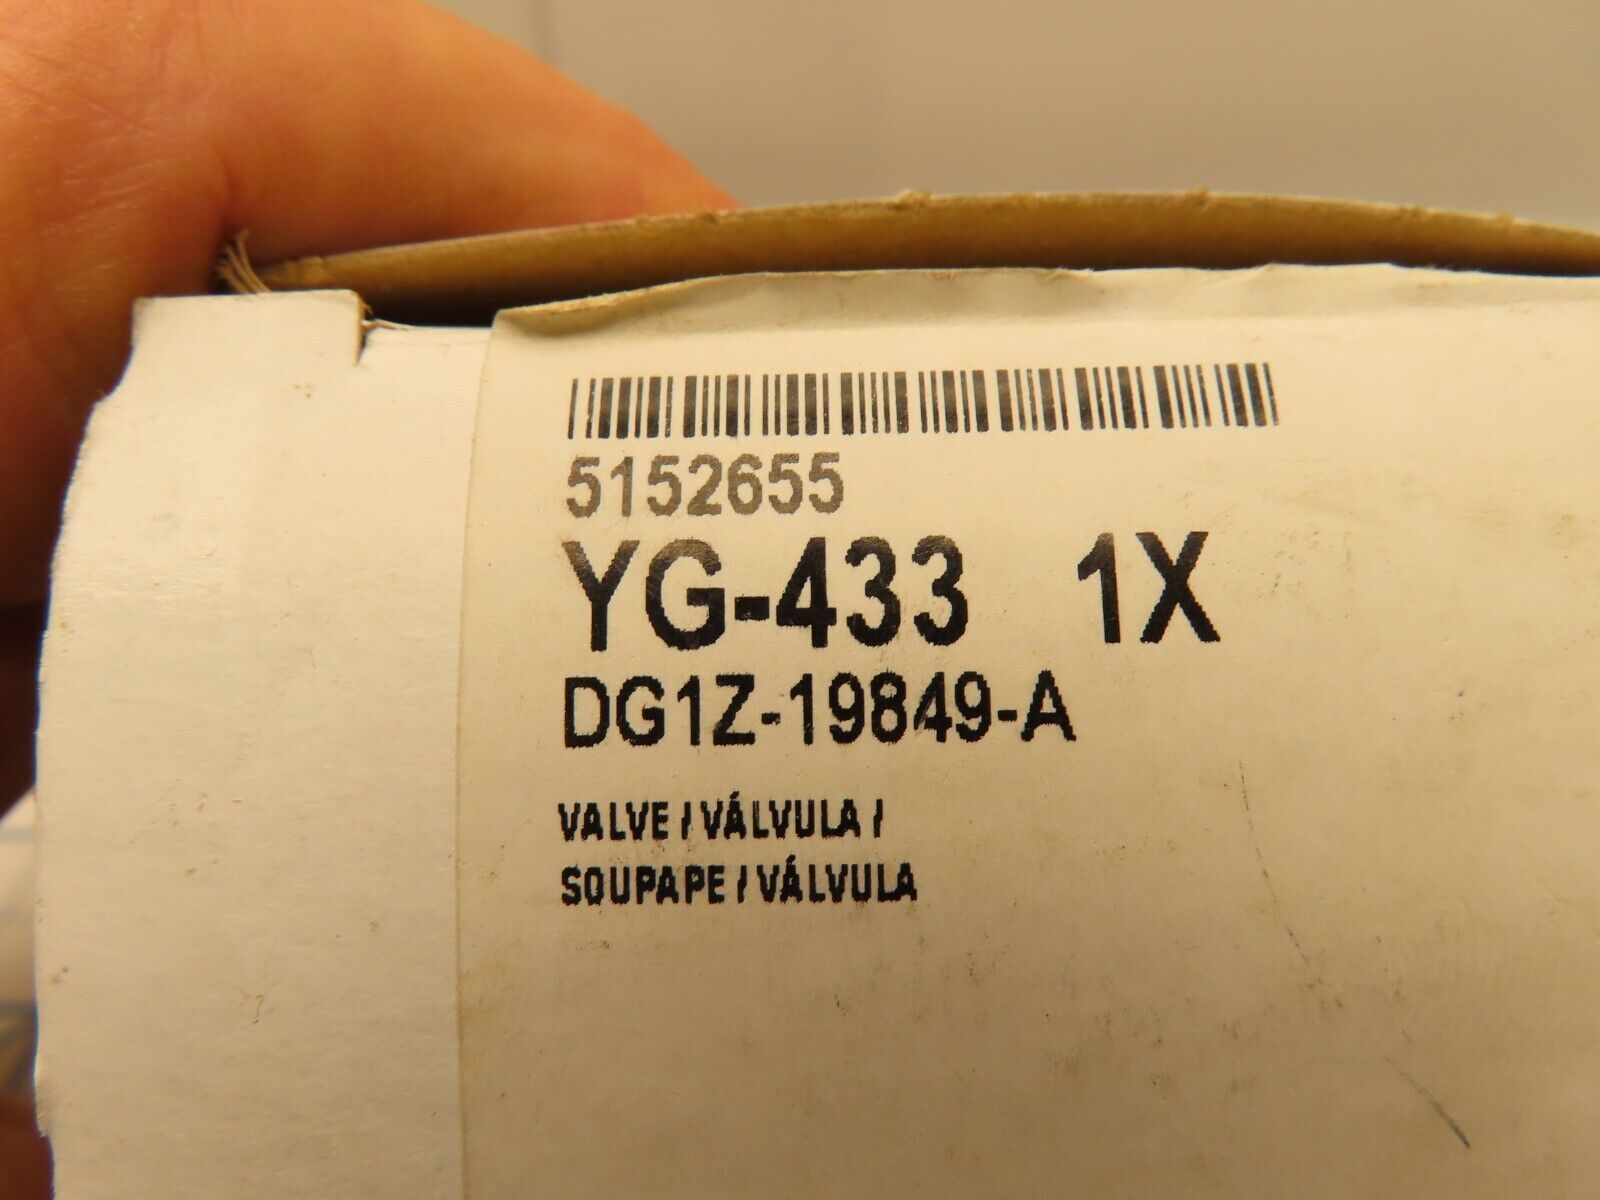 5152655
YG-433 1X
DG1Z-19849-A
VALVE / VÁLVULA /
SOUPAPE / VÁLVULA